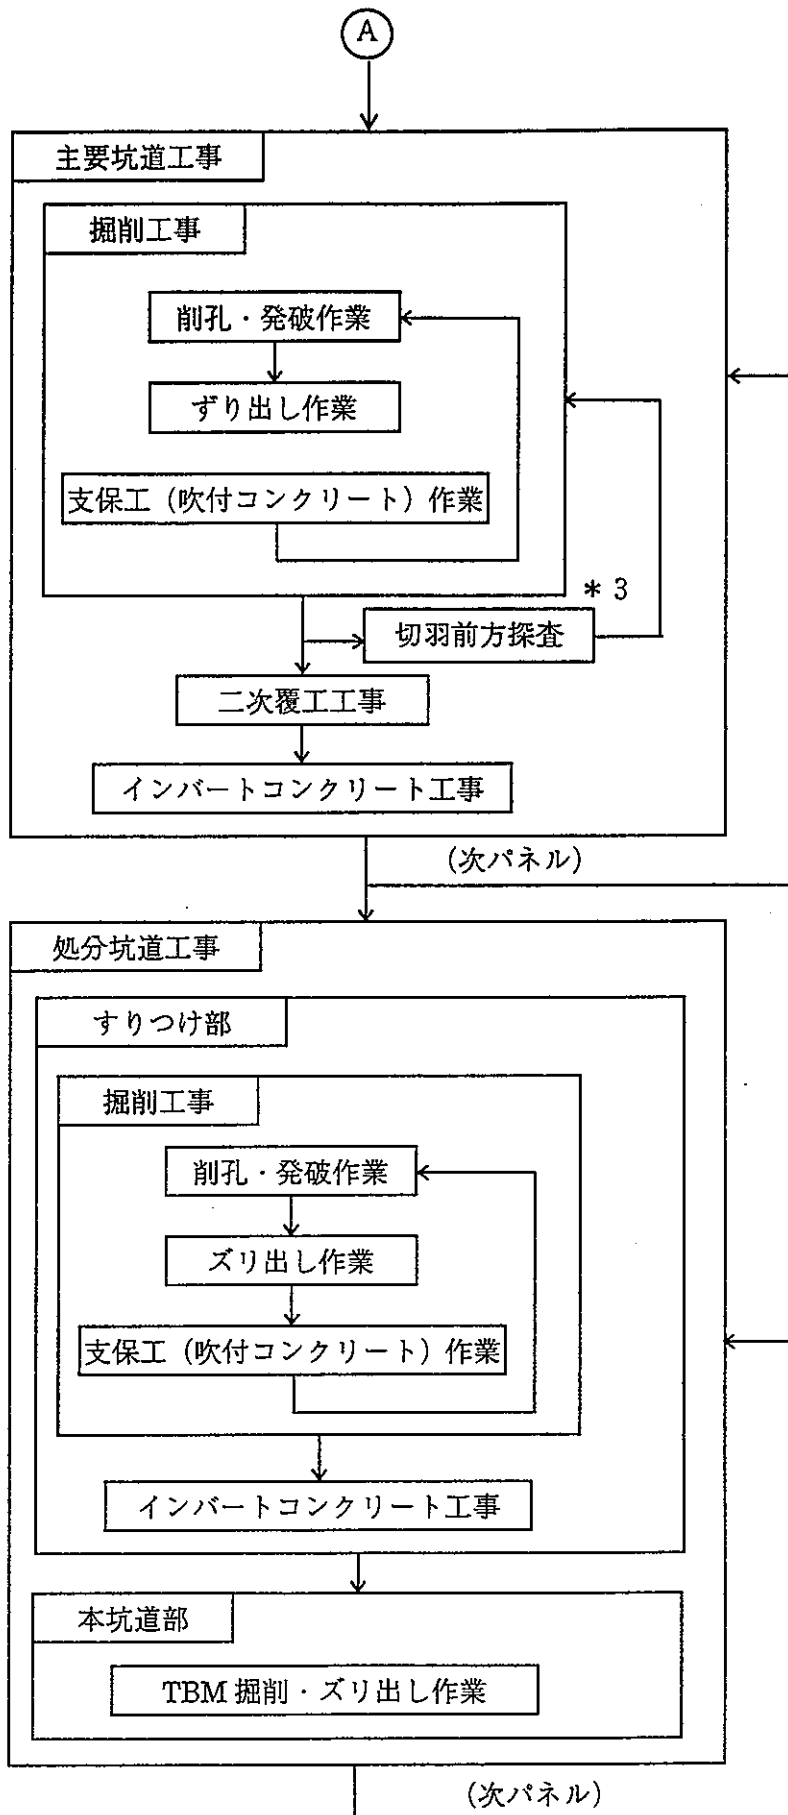 A
主要坑道工事
掘削工事
削孔・発破作業
ずり出し作業
支保工（吹付コンクリート）作業
＊3
切羽前方探査
二次覆工工事
インバートコンクリート工事
(次パネル)
処分坑道工事
すりつけ部
掘削工事
削孔・発破作業
ズリ出し作業
支保工（吹付コンクリート）作業
インバートコンクリート工事
本坑道部
TBM 掘削・ズリ出し作業
(次パネル)